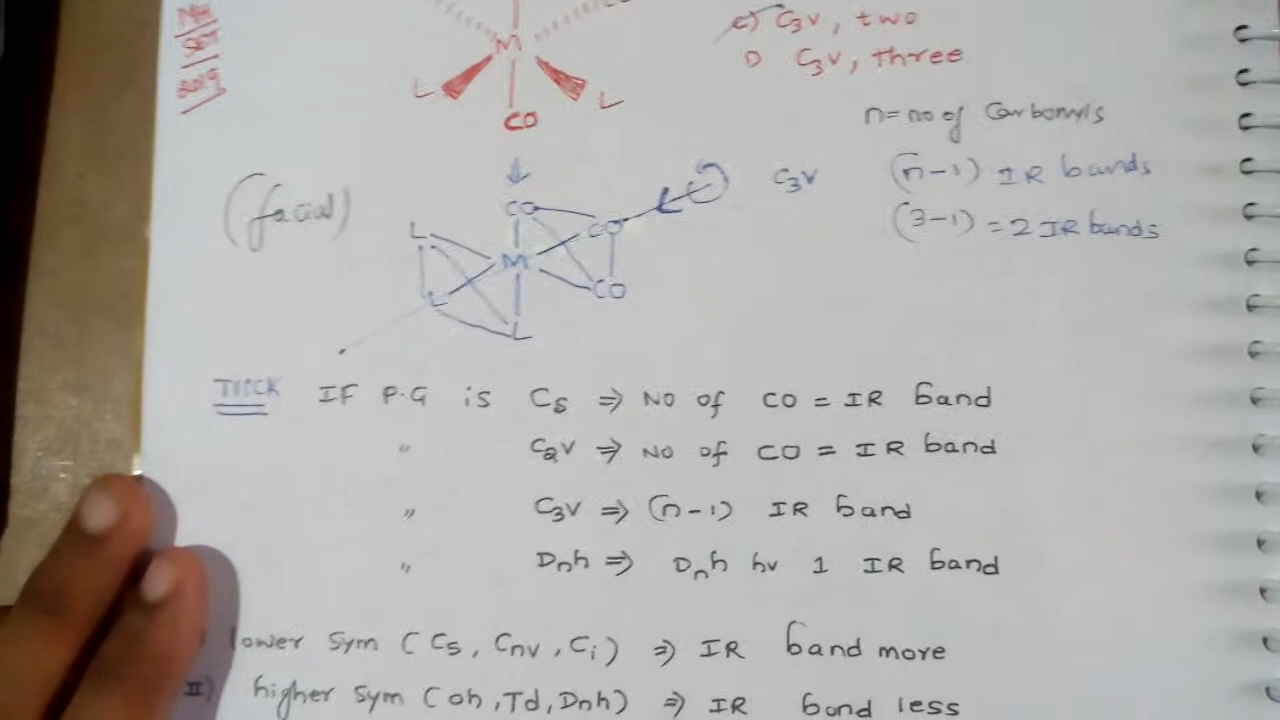 MH
SET
2019
M
L
L
CO
c) C3v, two
D C3v, three
n=no of Carbonyls
(n-1) IR bands
(3-1) = 2 IR bands
(facial)
CO
CO
C3v
L
M
L
CO
L
TRICK IF P.G is Cs ⇒ NO of CO = IR band
" C2v ⇒ NO of CO = IR band
" C3v ⇒ (n-1) IR band
" Dnh ⇒ Dnh hv 1 IR band
lower sym (Cs, Cnv, Ci) ⇒ IR band more
II) higher sym (oh, Td, Dnh) ⇒ IR band less